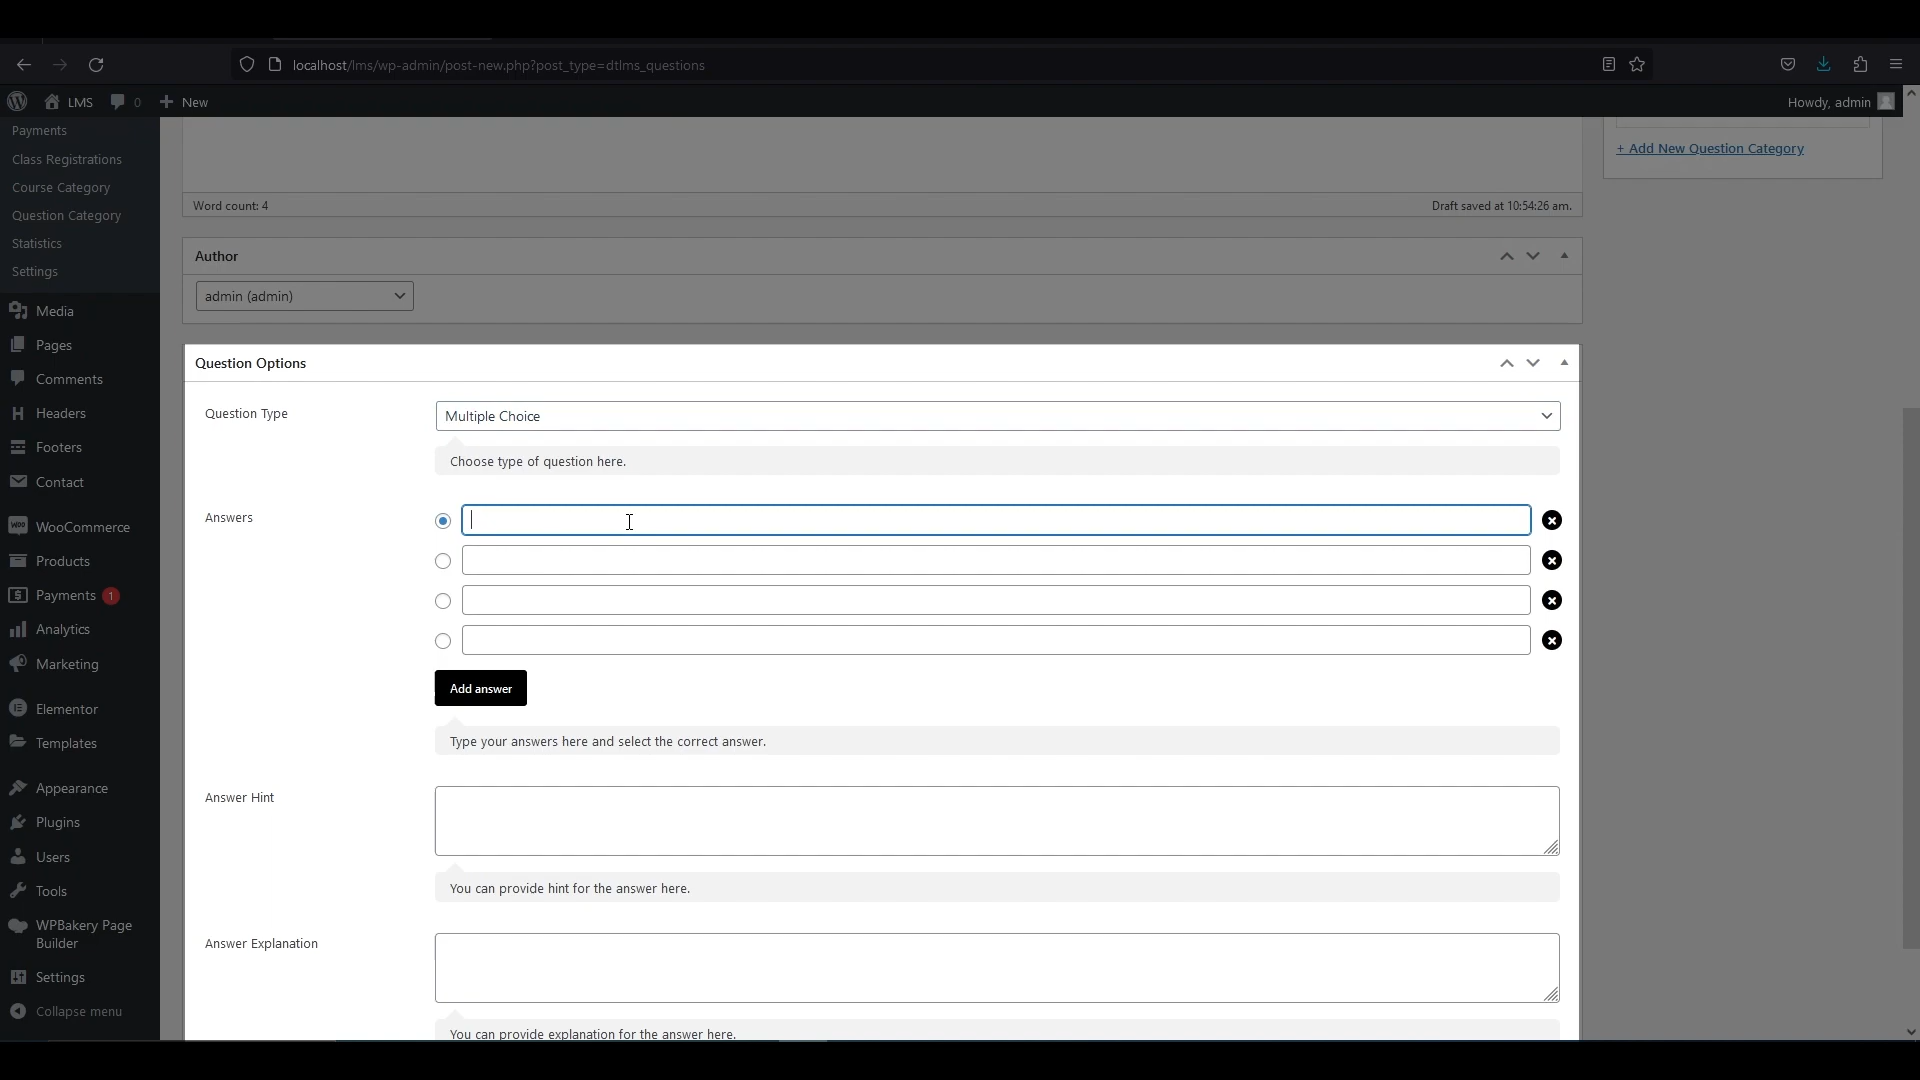 localhost/lms/wp-admin/post-new.php?post_type=dtlms_questions
LMS 0 New
Howdy, admin
Payments
Class Registrations
Course Category
Question Category
Statistics
Settings
Media
Pages
Comments
Headers
Footers
Contact
WOO WooCommerce
Products
Payments 1
Analytics
Marketing
Elementor
Templates
Appearance
Plugins
Users
Tools
WPBakery Page
Builder
Settings
Collapse menu
+ Add New Question Category
Word count: 4
Draft saved at 10:54:26 am.
Author
admin (admin)
Question Options
Question Type
Multiple Choice
Choose type of question here.
Answers
Add answer
Type your answers here and select the correct answer.
Answer Hint
You can provide hint for the answer here.
Answer Explanation
You can provide explanation for the answer here.